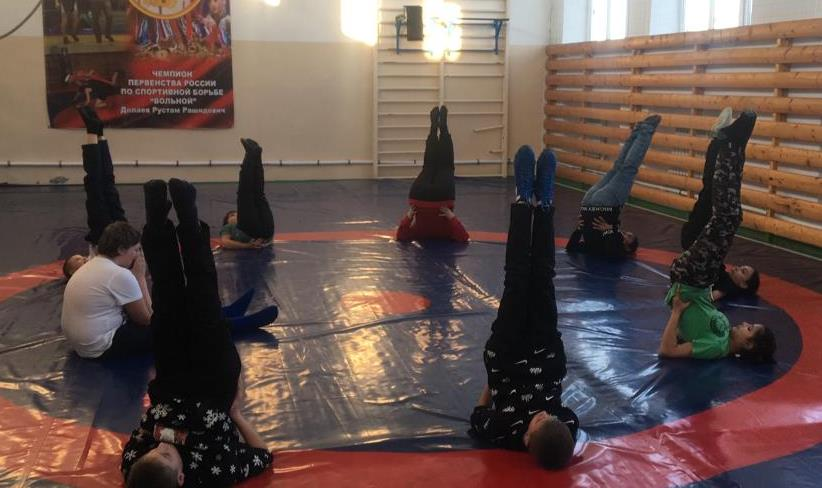 ЧЕМПИОН
ПЕРВЕНСТВА РОССИИ
ПО СПОРТИВНОЙ БОРЬБЕ
"ВОЛЬНОЙ"
Долаев Рустам Рашидович